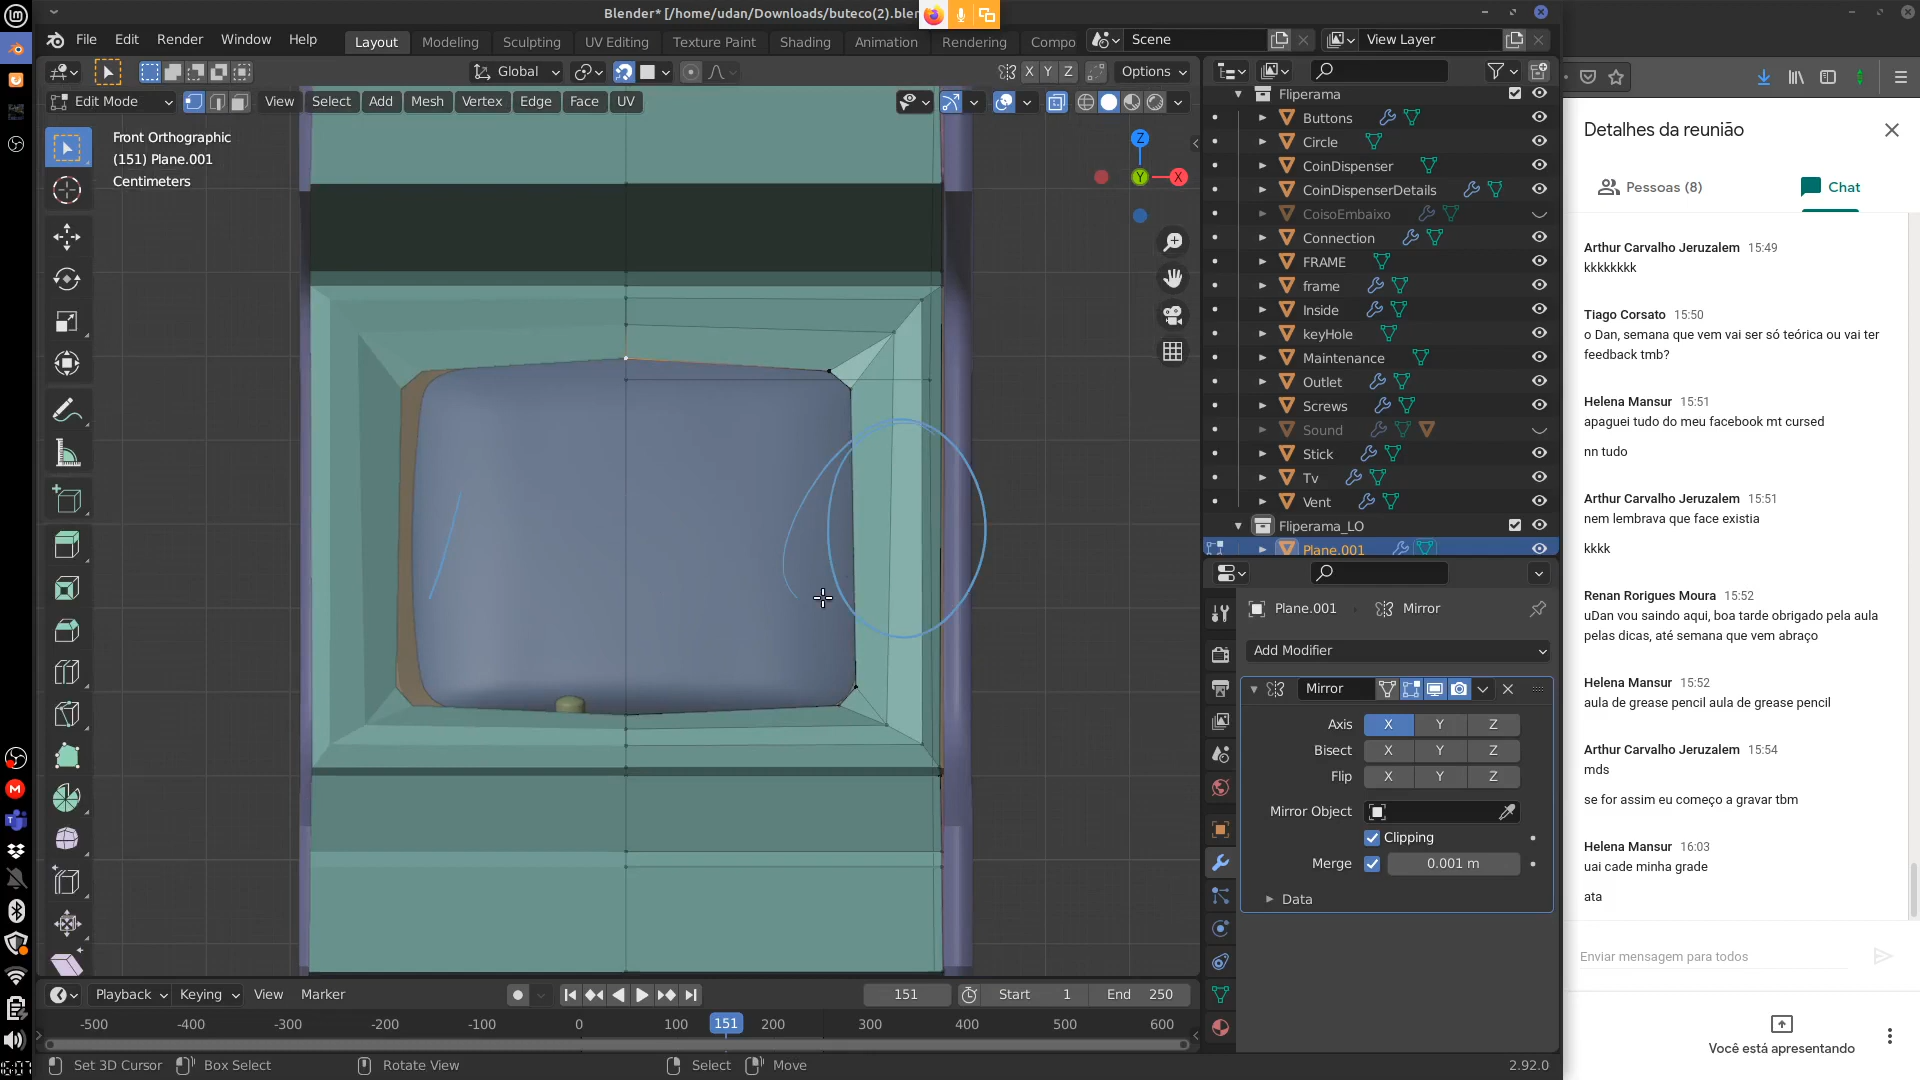 Blender* [/home/udan/Downloads/buteco(2).blen
File Edit Render Window Help
Layout Modeling Sculpting UV Editing Texture Paint Shading Animation Rendering Compo
Scene
View Layer
Global
X Y Z
Options
Edit Mode
View Select Add Mesh Vertex Edge Face UV
Front Orthographic
(151) Plane.001
Centimeters
Z
Y
X
Fliperama
Buttons
Circle
CoinDispenser
CoinDispenserDetails
CoisoEmbaixo
Connection
FRAME
frame
Inside
keyHole
Maintenance
Outlet
Screws
Sound
Stick
Tv
Vent
Fliperama_LO
Plane.001
Plane.001 Mirror
Add Modifier
Mirror
Axis X Y Z
Bisect X Y Z
Flip X Y Z
Mirror Object
Clipping
Merge 0.001 m
Data
Playback Keying View Marker
151
Start 1
End 250
-500 -400 -300 -200 -100 0 100 151 200 300 400 500 600
Set 3D Cursor Box Select Rotate View Select Move
2.92.0
Detalhes da reunião
Pessoas (8)
Chat
Arthur Carvalho Jeruzalem 15:49
kkkkkkkk
Tiago Corsato 15:50
o Dan, semana que vem vai ser só teórica ou vai ter
feedback tmb?
Helena Mansur 15:51
apaguei tudo do meu facebook mt cursed
nn tudo
Arthur Carvalho Jeruzalem 15:51
nem lembrava que face existia
kkkk
Renan Rorigues Moura 15:52
uDan vou saindo aqui, boa tarde obrigado pela aula
pelas dicas, até semana que vem abraço
Helena Mansur 15:52
aula de grease pencil aula de grease pencil
Arthur Carvalho Jeruzalem 15:54
mds
se for assim eu começo a gravar tbm
Helena Mansur 16:03
uai cade minha grade
ata
Enviar mensagem para todos
Você está apresentando